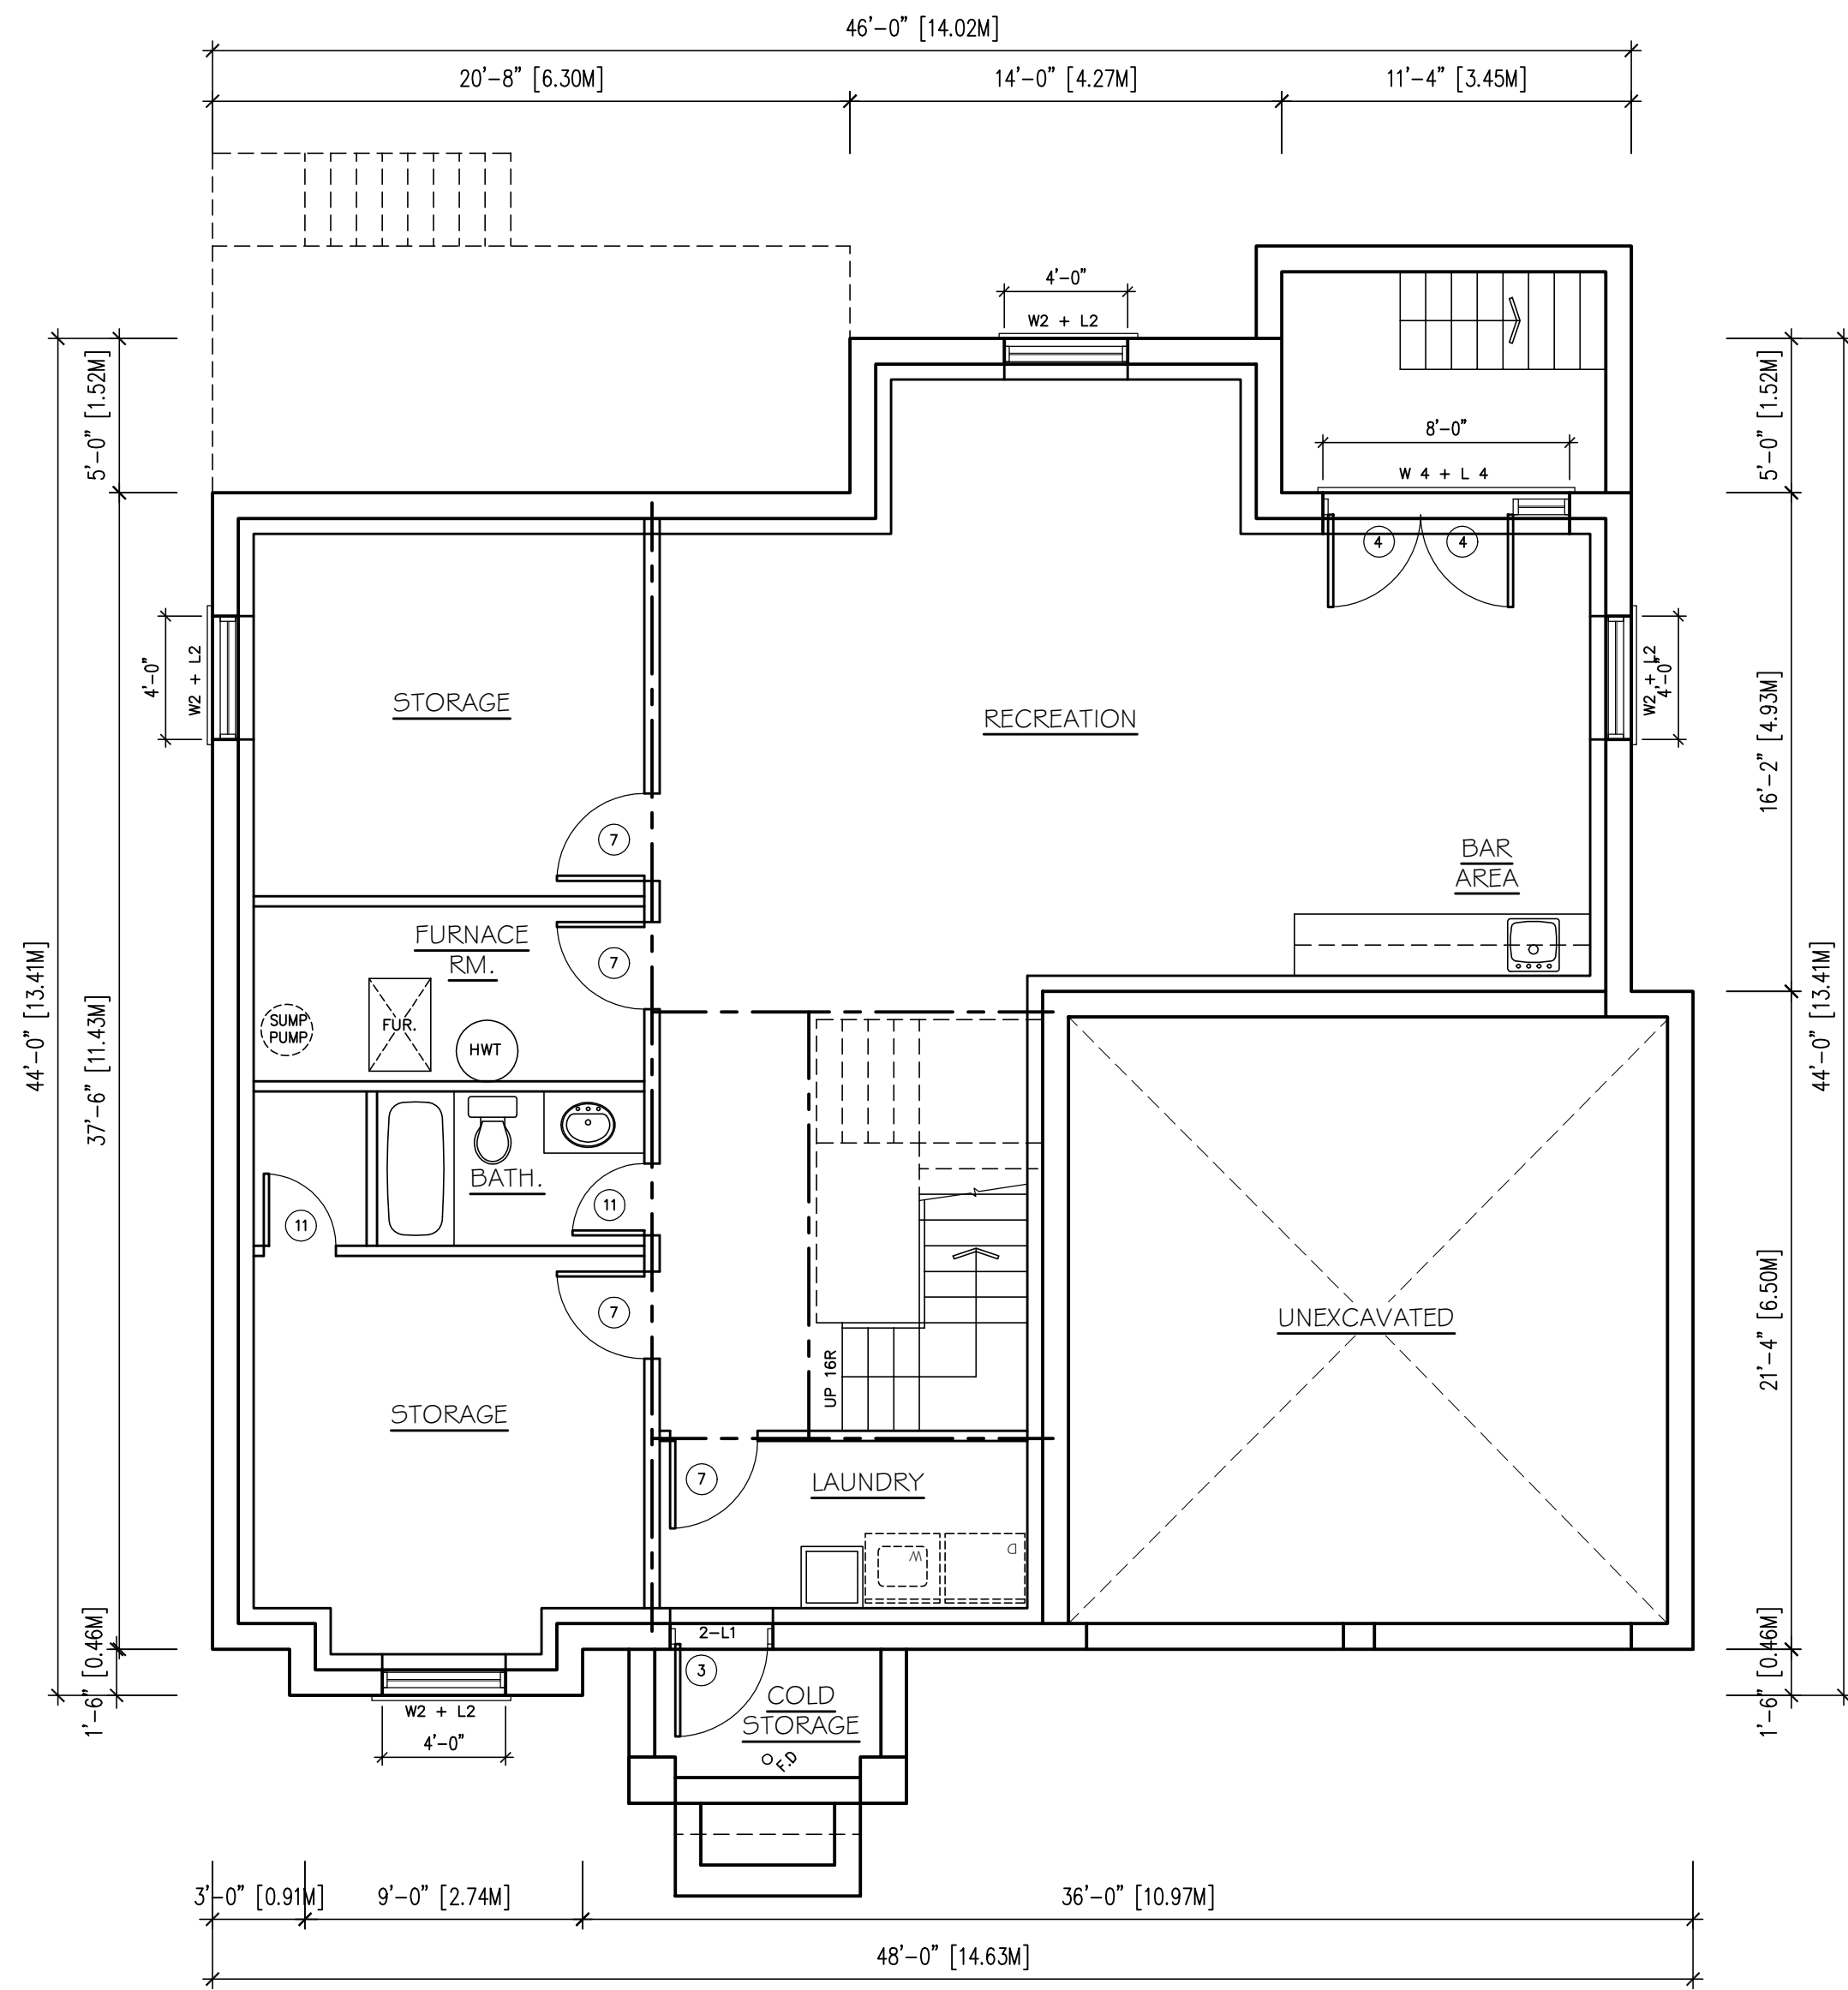 46'-0" [14.02M]
20'-8" [6.30M]
14'-0" [4.27M]
11'-4" [3.45M]
4'-0"
W2 + L2
5'-0" [1.52M]
5'-0" [1.52M]
8'-0"
W 4 + L 4
4
4
4'-0"
W2 + L2
W2 + L2
4'-0"
STORAGE
RECREATION
16'-2" [4.93M]
7
BAR
AREA
FURNACE
RM.
7
SUMP
PUMP
FUR.
HWT
44'-0" [13.41M]
37'-6" [11.43M]
44'-0" [13.41M]
BATH.
11
11
7
UNEXCAVATED
21'-4" [6.50M]
UP 16R
STORAGE
7
LAUNDRY
W
D
1'-6" [0.46M]
2-L1
1'-6" [0.46M]
3
COLD
STORAGE
W2 + L2
4'-0"
F.D
3'-0" [0.91M]
9'-0" [2.74M]
36'-0" [10.97M]
48'-0" [14.63M]